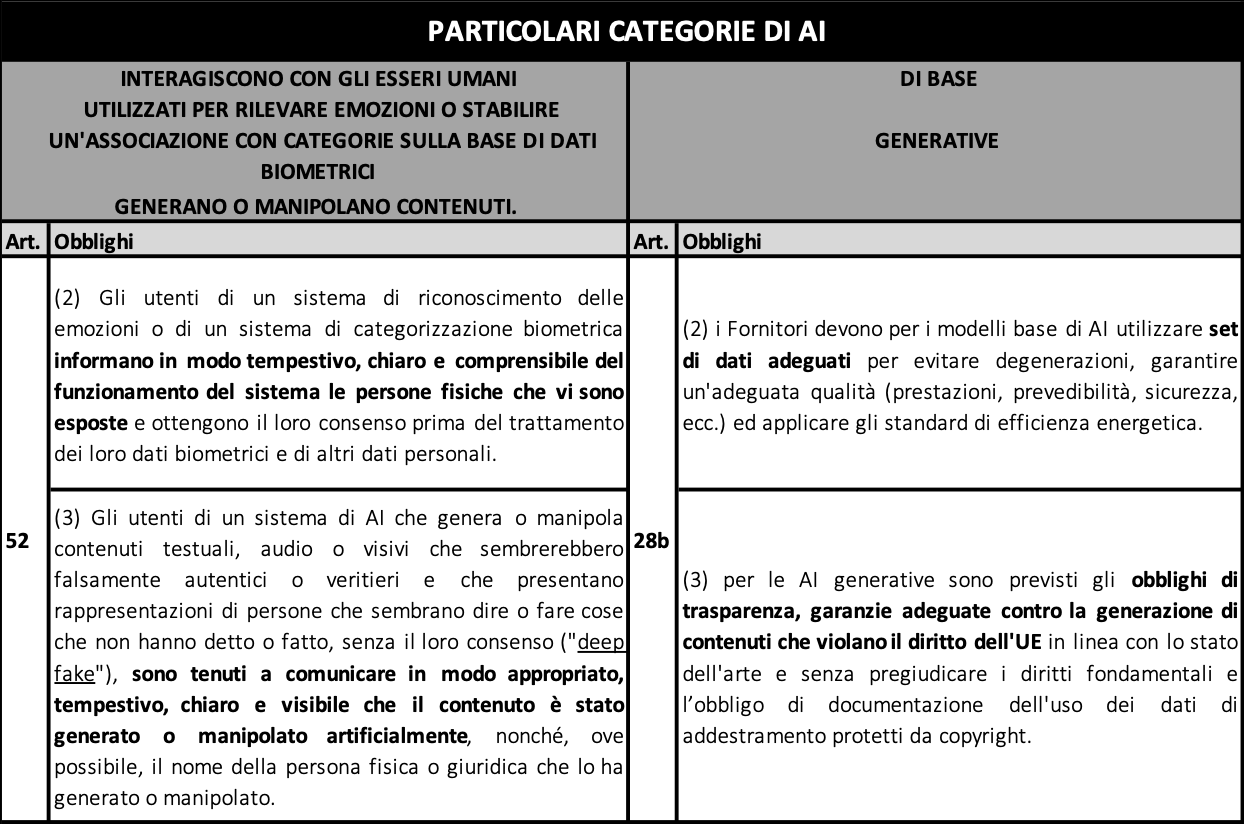 PARTICOLARI CATEGORIE DI AI
INTERAGISCONO CON GLI ESSERI UMANI
UTILIZZATI PER RILEVARE EMOZIONI O STABILIRE
UN'ASSOCIAZIONE CON CATEGORIE SULLA BASE DI DATI
BIOMETRICI
GENERANO O MANIPOLANO CONTENUTI.
DI BASE
GENERATIVE
Art.
Obblighi
Art.
Obblighi
52
(2) Gli utenti di un sistema di riconoscimento delle
emozioni o di un sistema di categorizzazione biometrica
informano in modo tempestivo, chiaro e comprensibile del
funzionamento del sistema le persone fisiche che vi sono
esposte e ottengono il loro consenso prima del trattamento
dei loro dati biometrici e di altri dati personali.
(3) Gli utenti di un sistema di AI che genera o manipola
contenuti testuali, audio o visivi che sembrerebbero
falsamente autentici o veritieri e che presentano
rappresentazioni di persone che sembrano dire o fare cose
che non hanno detto o fatto, senza il loro consenso ("deep
fake"), sono tenuti a comunicare in modo appropriato,
tempestivo, chiaro e visibile che il contenuto è stato
generato o manipolato artificialmente, nonché, ove
possibile, il nome della persona fisica o giuridica che lo ha
generato o manipolato.
28b
(2) i Fornitori devono per i modelli base di AI utilizzare set
di dati adeguati per evitare degenerazioni, garantire
un'adeguata qualità (prestazioni, prevedibilità, sicurezza,
ecc.) ed applicare gli standard di efficienza energetica.
(3) per le AI generative sono previsti gli obblighi di
trasparenza, garanzie adeguate contro la generazione di
contenuti che violano il diritto dell'UE in linea con lo stato
dell'arte e senza pregiudicare i diritti fondamentali e
l’obbligo di documentazione dell'uso dei dati di
addestramento protetti da copyright.